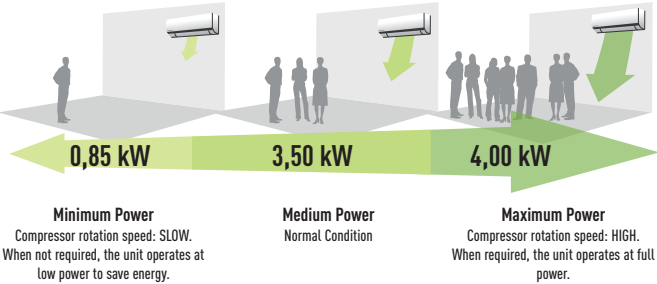 0,85 kW
3,50 kW
4,00 kW
Minimum Power
Compressor rotation speed: SLOW.
When not required, the unit operates at
low power to save energy.
Medium Power
Normal Condition
Maximum Power
Compressor rotation speed: HIGH.
When required, the unit operates at full
power.